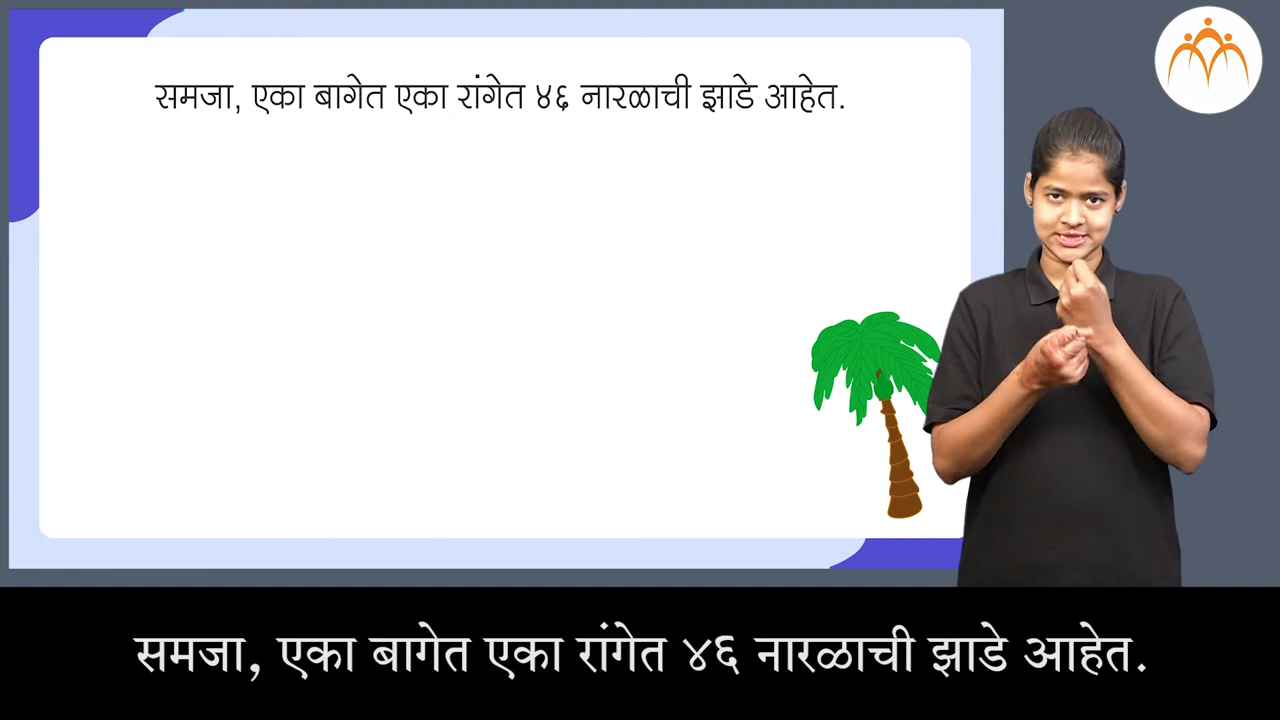 समजा, एका बागेत एका रांगेत ४६ नारळाची झाडे आहेत.
समजा, एका बागेत एका रांगेत ४६ नारळाची झाडे आहेत.